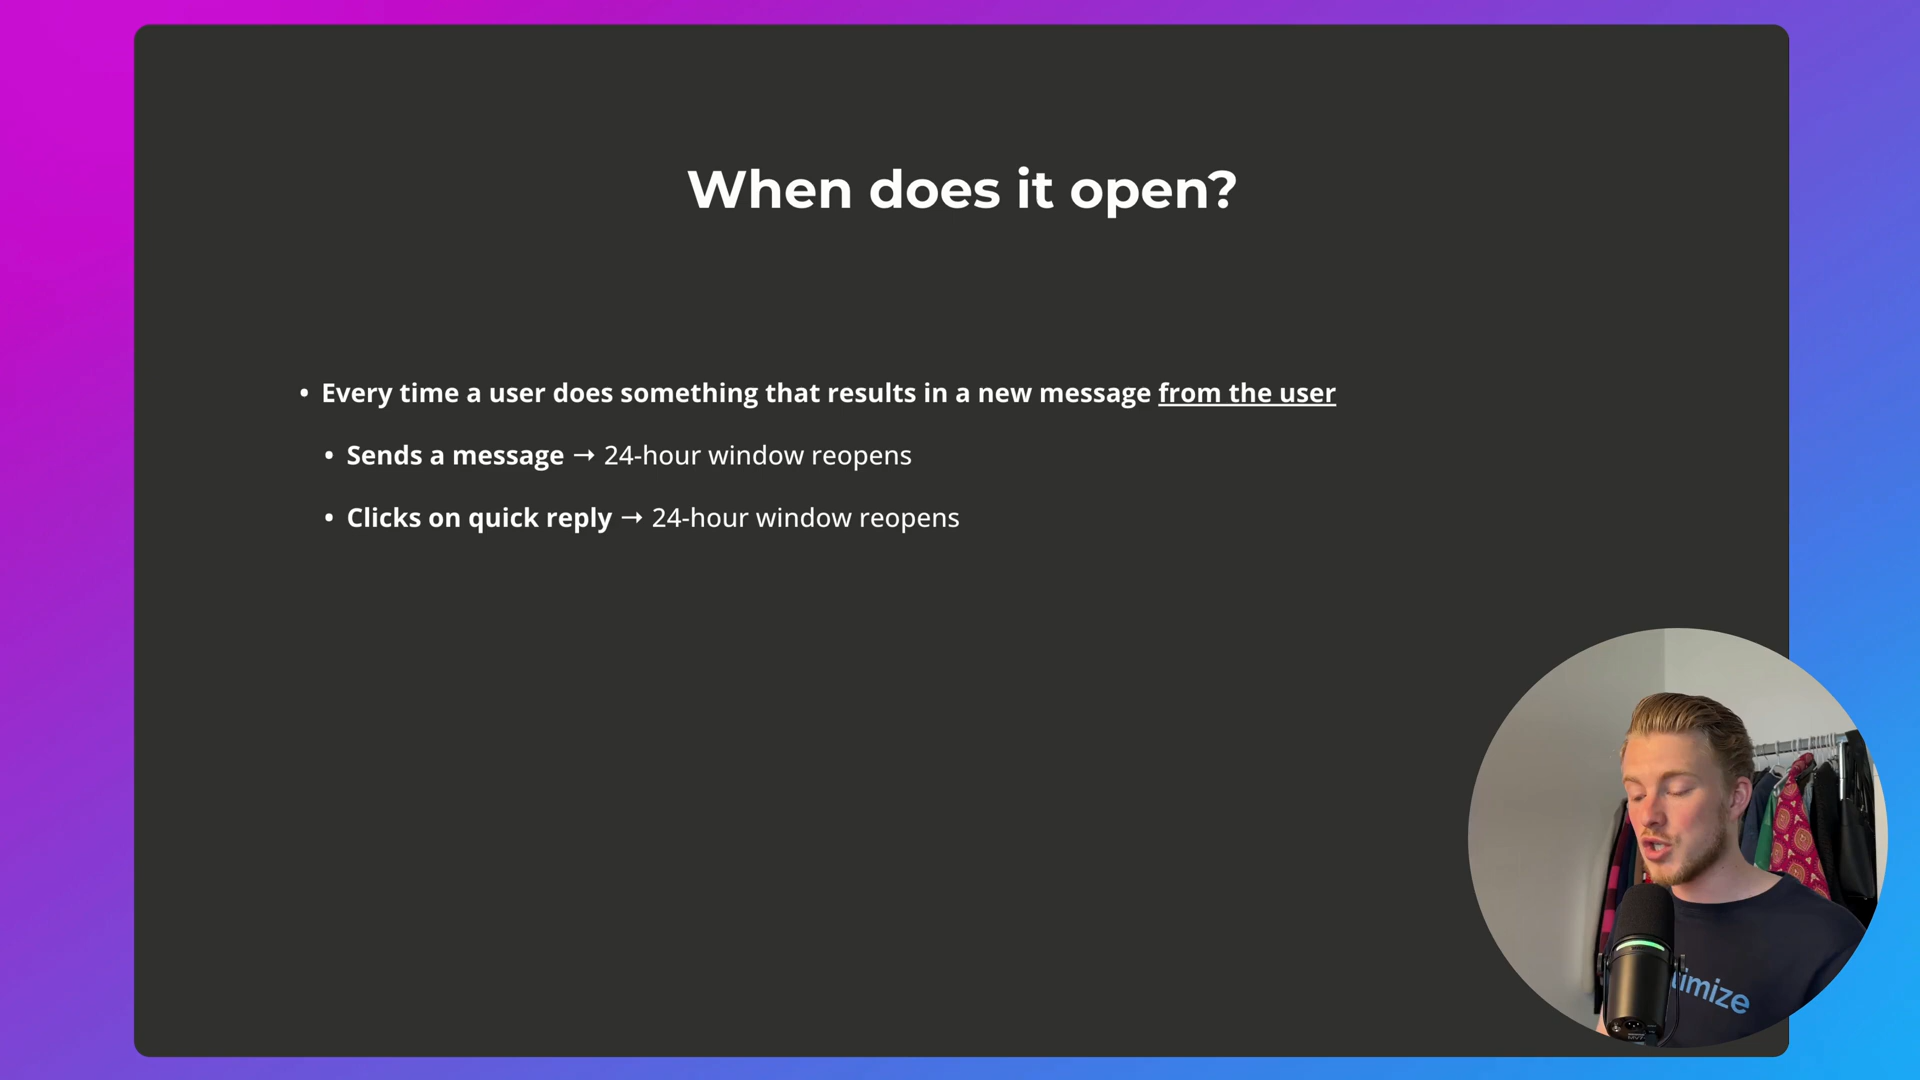 When does it open?
• Every time a user does something that results in a new message from the user
• Sends a message → 24-hour window reopens
• Clicks on quick reply → 24-hour window reopens
timize